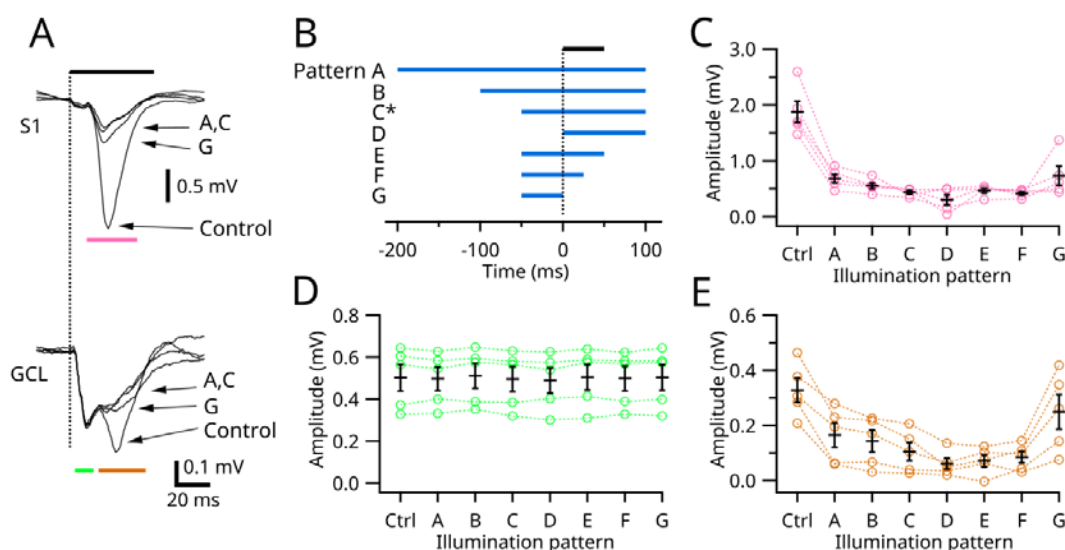 A
S1
A,C
G
0.5 mV
Control
GCL
A,C
G
Control
0.1 mV
20 ms
B
Pattern A
B
C*
D
E
F
G
-200 -100 0 100
Time (ms)
C
Amplitude (mV)
3.0
2.0
1.0
0.0
Ctrl A B C D E F G
Illumination pattern
D
Amplitude (mV)
0.8
0.6
0.4
0.2
0.0
Ctrl A B C D E F G
Illumination pattern
E
Amplitude (mV)
0.6
0.4
0.2
0.0
Ctrl A B C D E F G
Illumination pattern